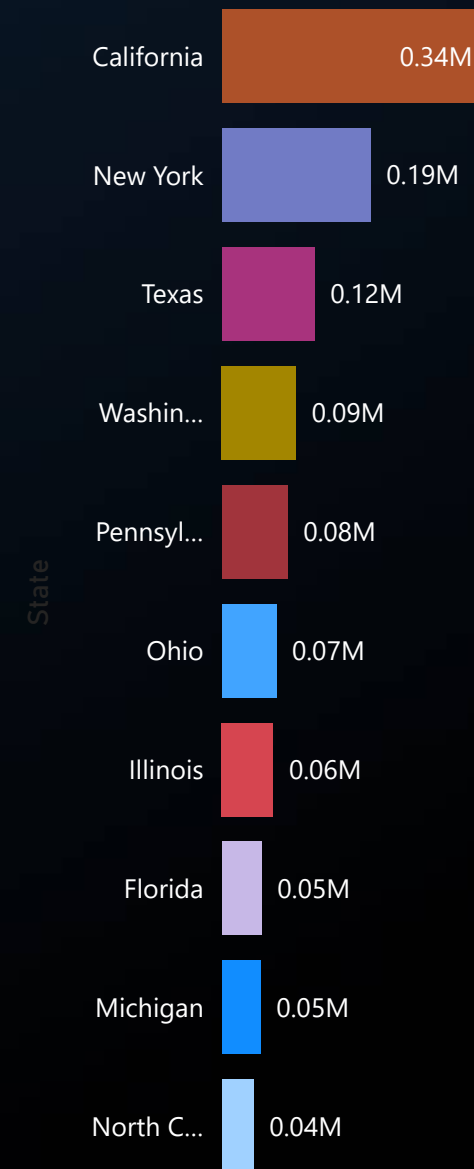 California 0.34M
New York 0.19M
Texas 0.12M
Washin... 0.09M
Pennsyl... 0.08M
State
Ohio 0.07M
Illinois 0.06M
Florida 0.05M
Michigan 0.05M
North C... 0.04M